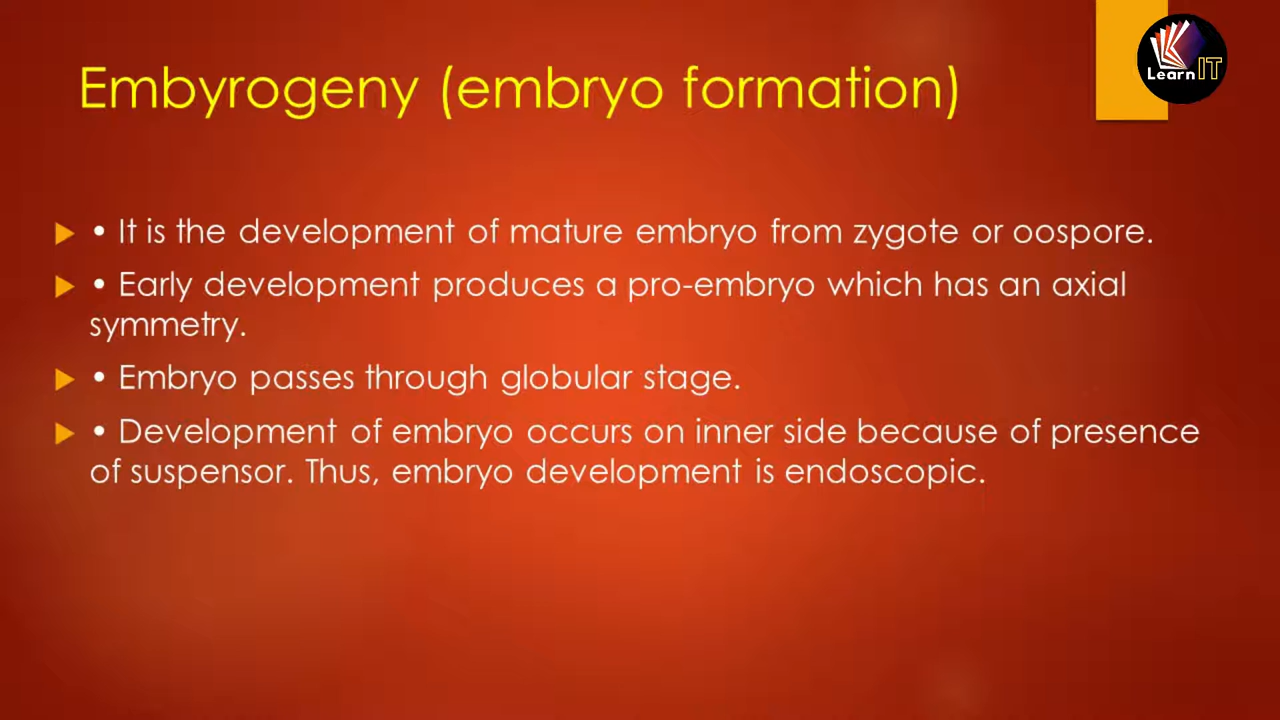 Learn IT
Embyrogeny (embryo formation)
• It is the development of mature embryo from zygote or oospore.
• Early development produces a pro-embryo which has an axial
symmetry.
• Embryo passes through globular stage.
• Development of embryo occurs on inner side because of presence
of suspensor. Thus, embryo development is endoscopic.